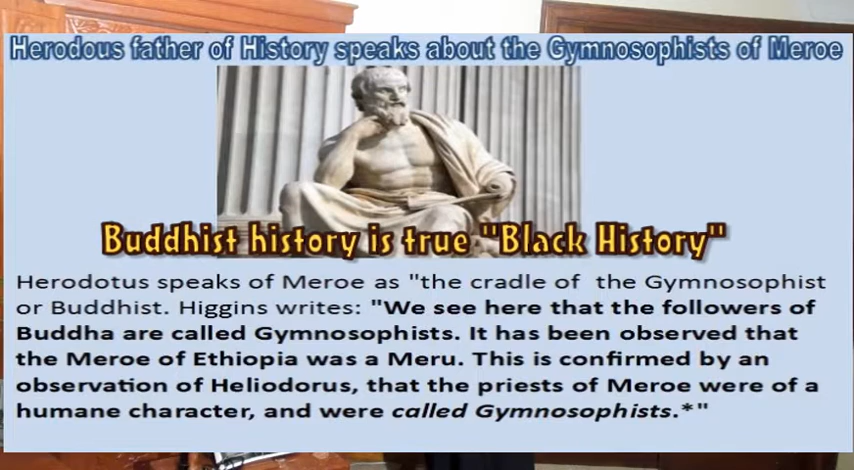 Herodous father of History speaks about the Gymnosophists of Meroe
Buddhist history is true "Black History"
Herodotus speaks of Meroe as "the cradle of the Gymnosophist
or Buddhist. Higgins writes: "We see here that the followers of
Buddha are called Gymnosophists. It has been observed that
the Meroe of Ethiopia was a Meru. This is confirmed by an
observation of Heliodorus, that the priests of Meroe were of a
humane character, and were called Gymnosophists.*"